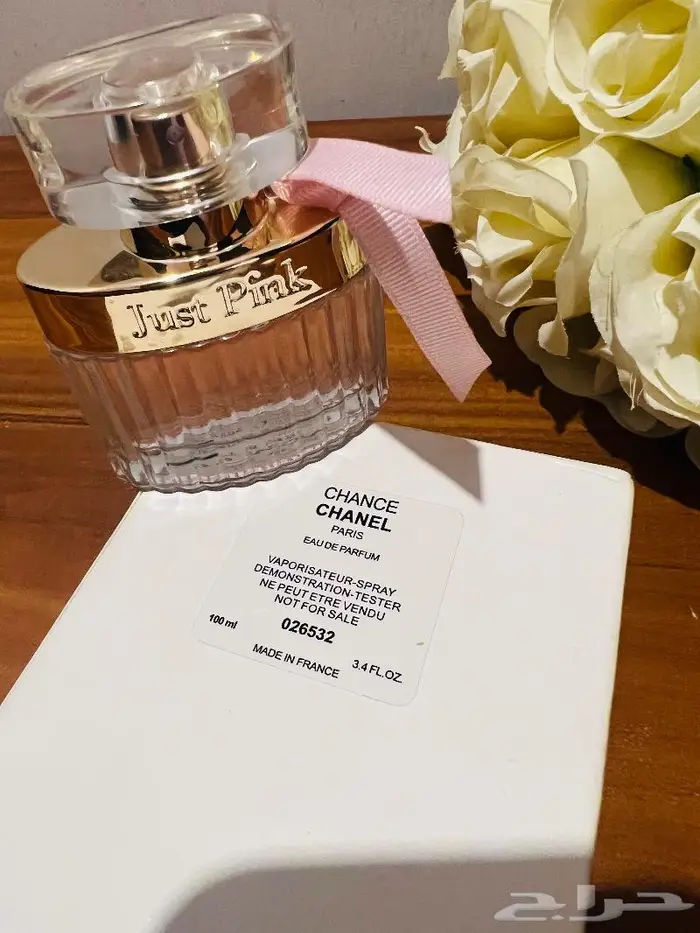 Just Pink
CHANCE
CHANEL
PARIS
EAU DE PARFUM
VAPORISATEUR-SPRAY
DEMONSTRATION-TESTER
NE PEUT ETRE VENDU
NOT FOR SALE
100 ml 026532
MADE IN FRANCE 3.4 FL.OZ.
حراج